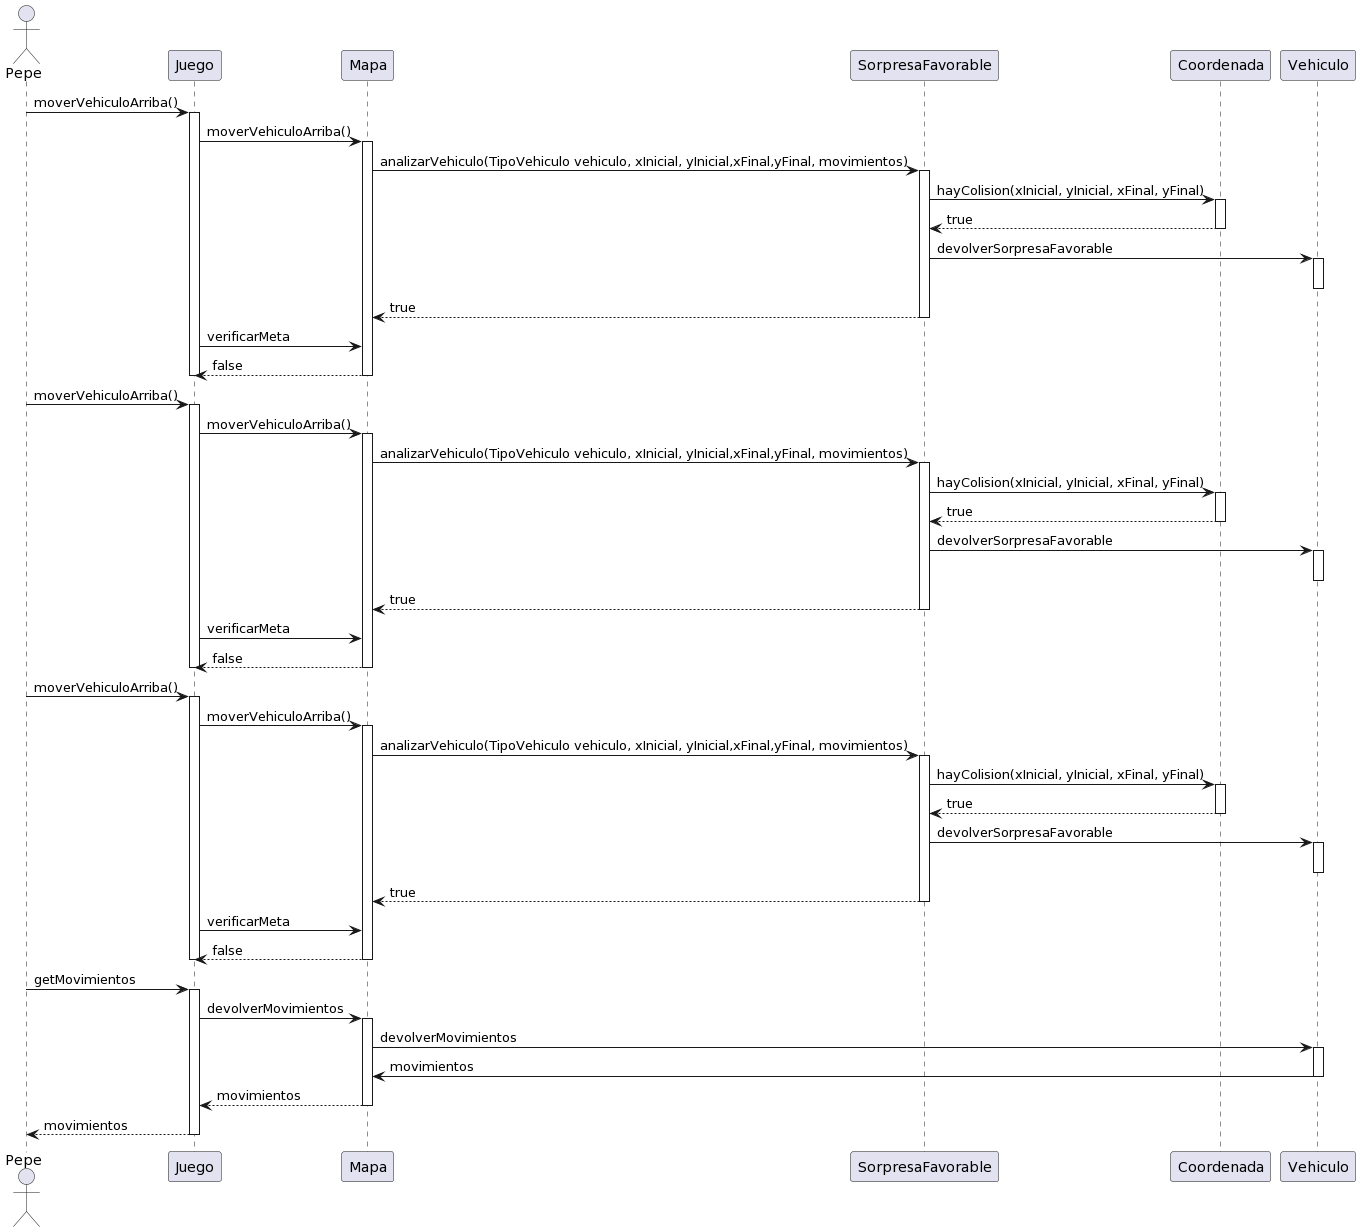 Pepe
Juego
Mapa
SorpresaFavorable
Coordenada
Vehiculo
moverVehiculoArriba()
moverVehiculoArriba()
analizarVehiculo(TipoVehiculo vehiculo, xInicial, yInicial,xFinal,yFinal, movimientos)
hayColision(xInicial, yInicial, xFinal, yFinal)
true
devolverSorpresaFavorable
true
verificarMeta
false
moverVehiculoArriba()
moverVehiculoArriba()
analizarVehiculo(TipoVehiculo vehiculo, xInicial, yInicial,xFinal,yFinal, movimientos)
hayColision(xInicial, yInicial, xFinal, yFinal)
true
devolverSorpresaFavorable
true
verificarMeta
false
moverVehiculoArriba()
moverVehiculoArriba()
analizarVehiculo(TipoVehiculo vehiculo, xInicial, yInicial,xFinal,yFinal, movimientos)
hayColision(xInicial, yInicial, xFinal, yFinal)
true
devolverSorpresaFavorable
true
verificarMeta
false
getMovimientos
devolverMovimientos
devolverMovimientos
movimientos
movimientos
movimientos
Pepe
Juego
Mapa
SorpresaFavorable
Coordenada
Vehiculo